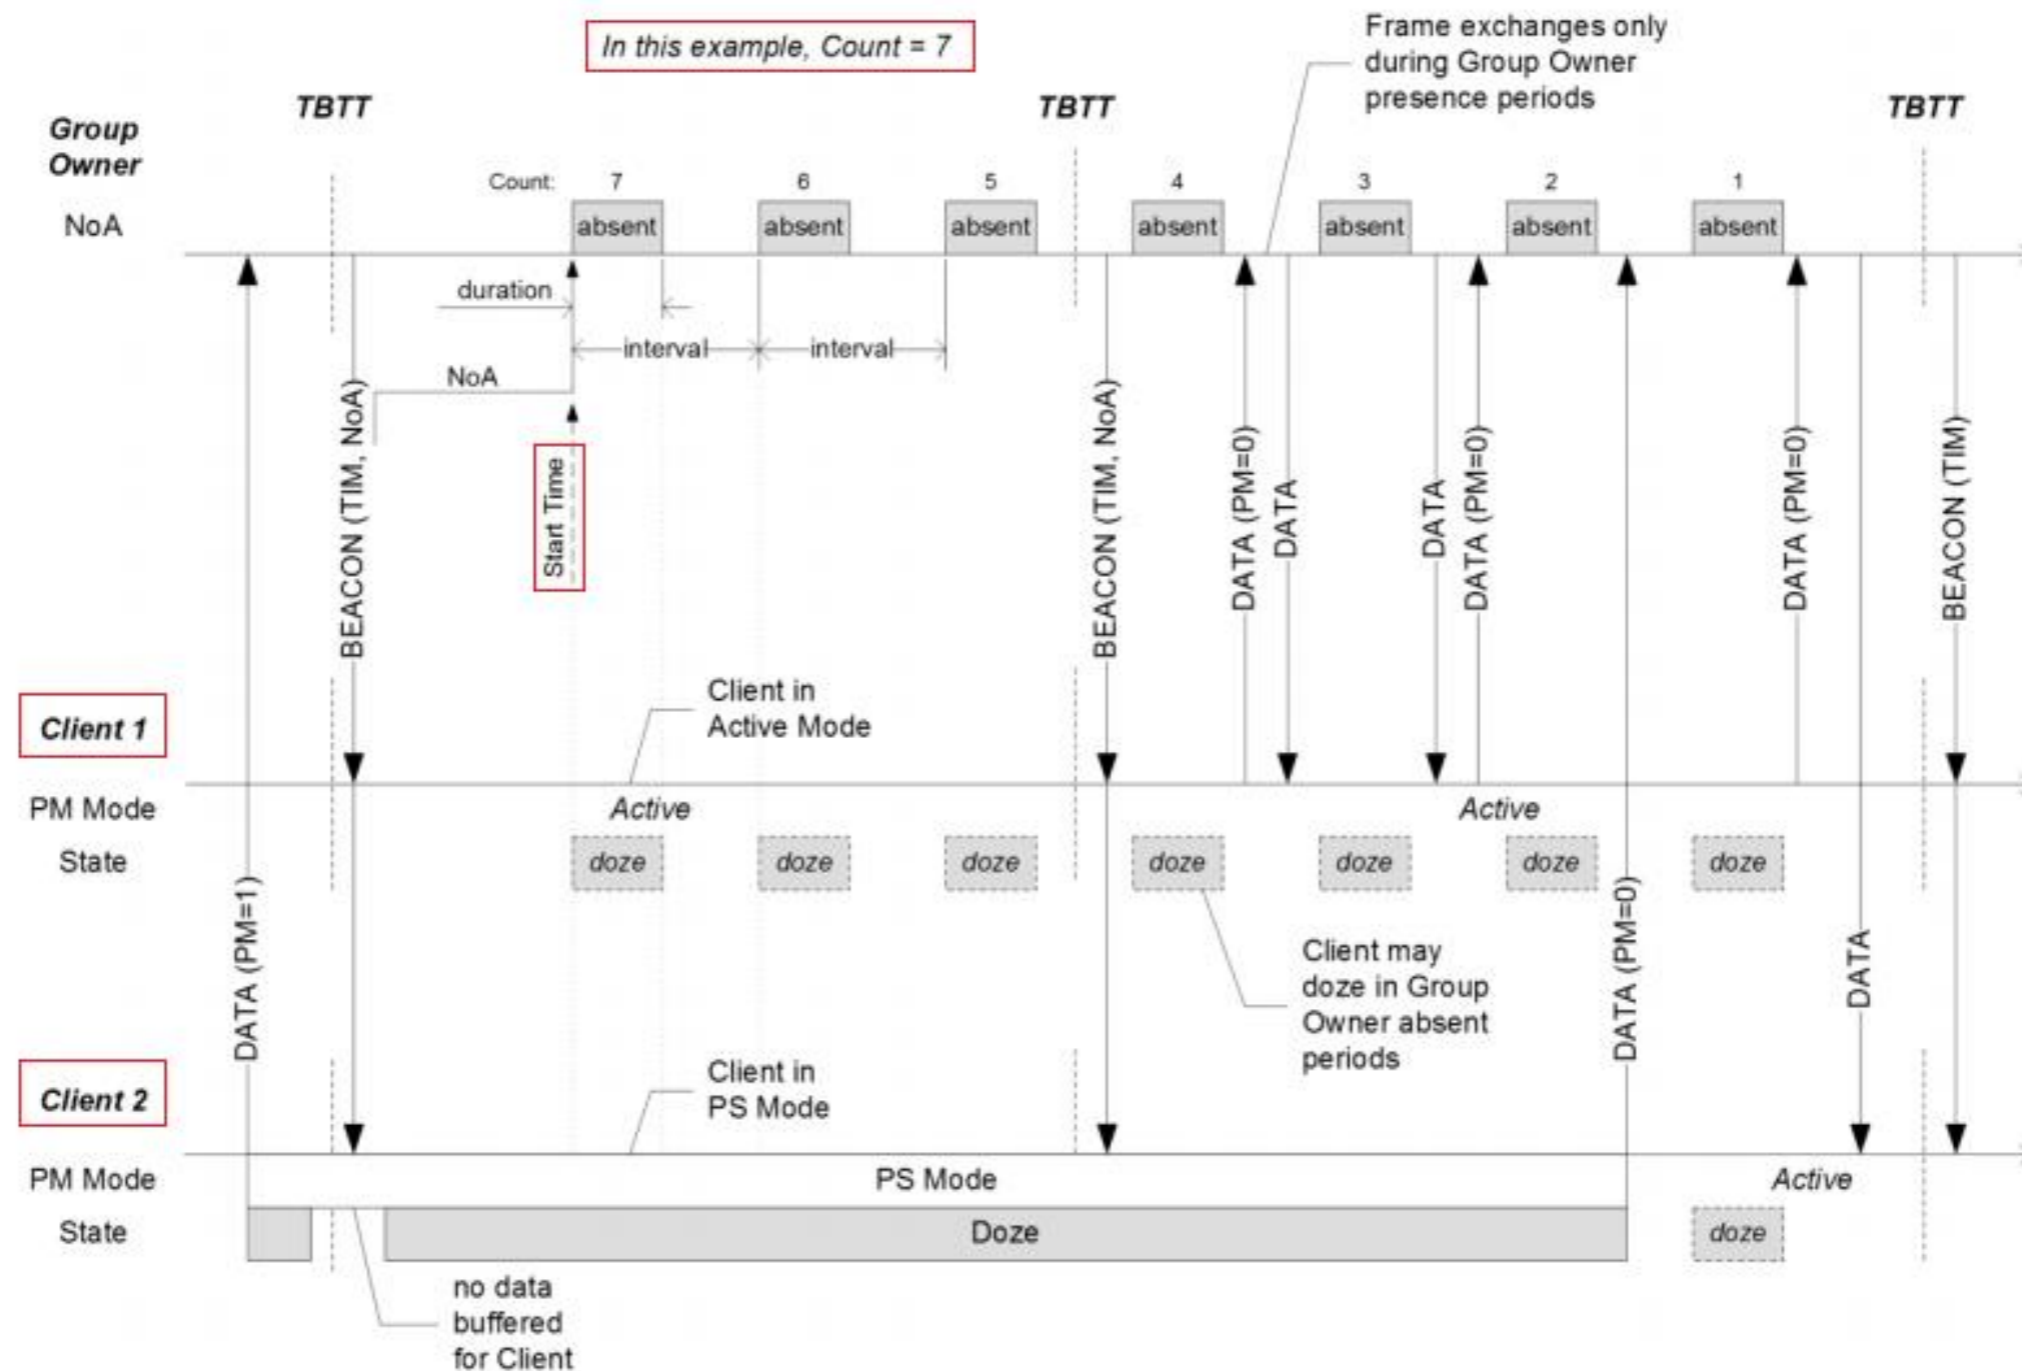 In this example, Count = 7
Frame exchanges only
during Group Owner
presence periods
TBTT
TBTT
TBTT
Group
Owner
Count:
7
6
5
4
3
2
1
NoA
absent
absent
absent
absent
absent
absent
absent
duration
interval
interval
NoA
Start Time
BEACON (TIM, NoA)
BEACON (TIM, NoA)
DATA (PM=0)
DATA
DATA
DATA (PM=0)
DATA (PM=0)
BEACON (TIM)
Client 1
Client in
Active Mode
PM Mode
Active
Active
State
doze
doze
doze
doze
doze
doze
doze
DATA (PM=1)
DATA (PM=0)
DATA
Client may
doze in Group
Owner absent
periods
Client 2
Client in
PS Mode
PM Mode
PS Mode
Active
State
Doze
doze
no data
buffered
for Client